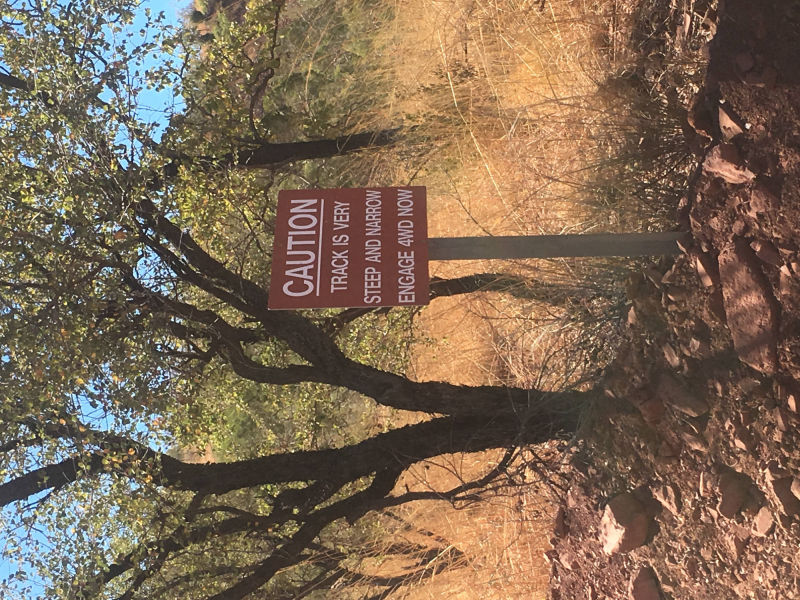 CAUTION
TRACK IS VERY
STEEP AND NARROW
ENGAGE 4WD NOW